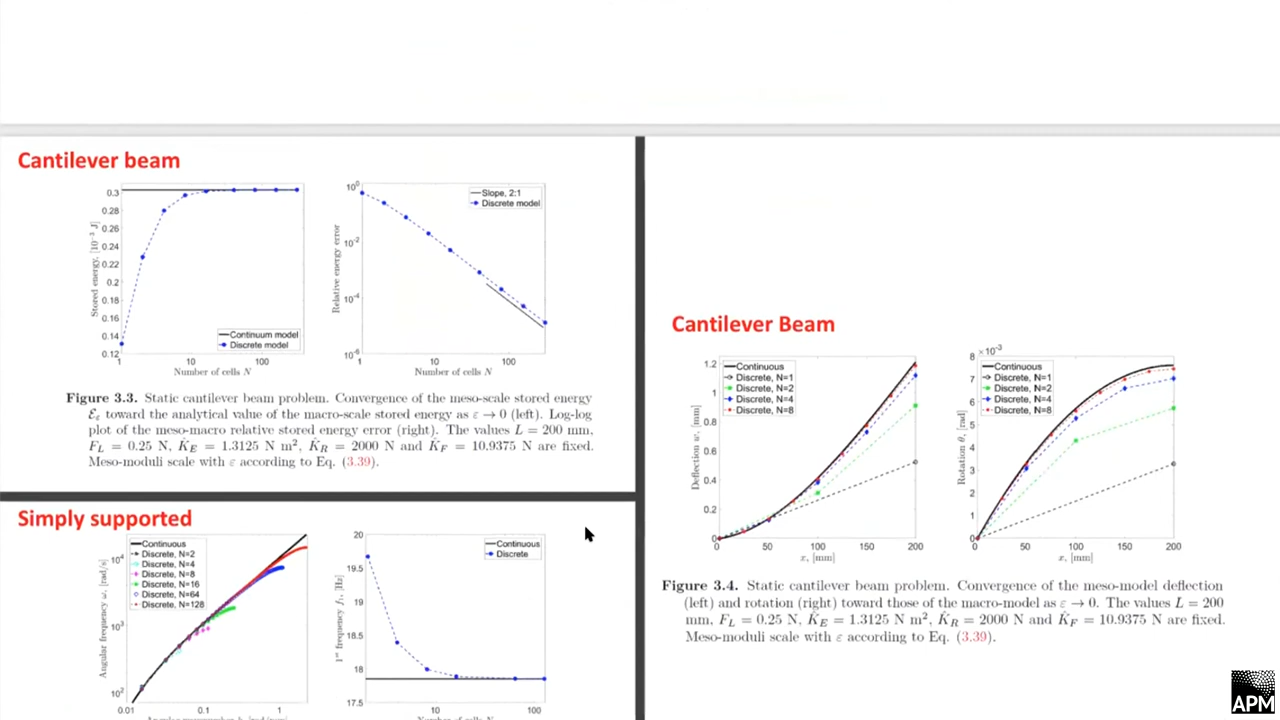 Cantilever beam
0.3
0.28
0.26
0.24
0.22
0.2
0.18
0.16
0.14
0.12
Stored energy, [10⁻³ J]
Continuum model
Discrete model
1 10 100
Number of cells N
10⁰
10⁻²
10⁻⁴
10⁻⁶
Relative energy error
Slope, 2:1
Discrete model
1 10 100
Number of cells N
Figure 3.3. Static cantilever beam problem. Convergence of the meso-scale stored energy
ℰε toward the analytical value of the macro-scale stored energy as ε → 0 (left). Log-log
plot of the meso-macro relative stored energy error (right). The values L = 200 mm,
F_L = 0.25 N, K̂_E = 1.3125 N m², K̂_R = 2000 N and K̂_F = 10.9375 N are fixed.
Meso-moduli scale with ε according to Eq. (3.39).
Simply supported
Continuous
Discrete, N=2
Discrete, N=4
Discrete, N=8
Discrete, N=16
Discrete, N=64
Discrete, N=128
10⁴
10³
10²
Angular frequency ω, [rad/s]
0.01 0.1 1
20
19.5
19
18.5
18
17.5
1ˢᵗ frequency f₁, [Hz]
Continuous
Discrete
10 100
Number of cells N
Cantilever Beam
1.2
1
0.8
0.6
0.4
0.2
0
Deflection w, [mm]
Continuous
Discrete, N=1
Discrete, N=2
Discrete, N=4
Discrete, N=8
0 50 100 150 200
x, [mm]
8 ×10⁻³
7
6
5
4
3
2
1
0
Rotation θ, [rad]
Continuous
Discrete, N=1
Discrete, N=2
Discrete, N=4
Discrete, N=8
0 50 100 150 200
x, [mm]
Figure 3.4. Static cantilever beam problem. Convergence of the meso-model deflection
(left) and rotation (right) toward those of the macro-model as ε → 0. The values L = 200
mm, F_L = 0.25 N, K̂_E = 1.3125 N m², K̂_R = 2000 N and K̂_F = 10.9375 N are fixed.
Meso-moduli scale with ε according to Eq. (3.39).
APM